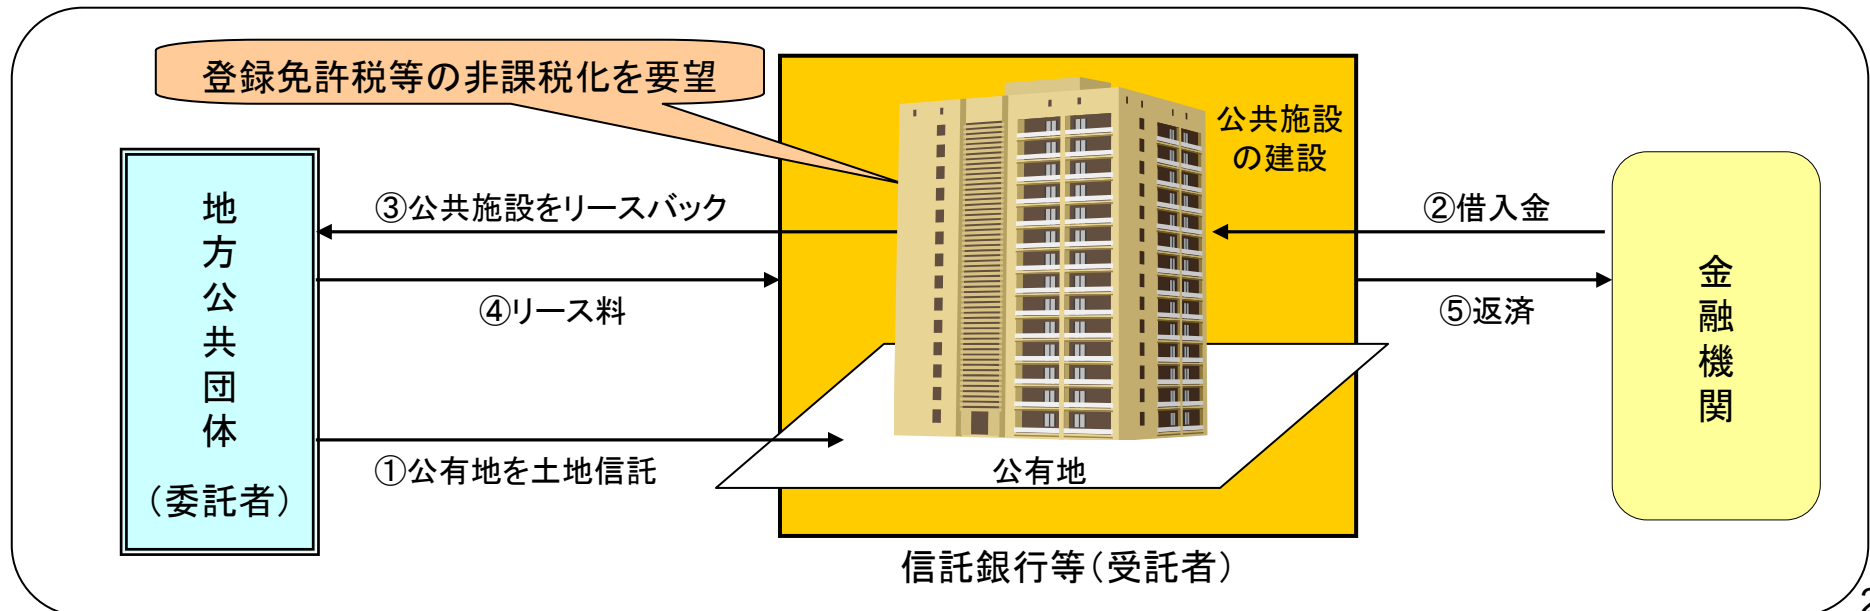 登録免許税等の非課税化を要望
公共施設
の建設
地方公共団体
（委託者）
③公共施設をリースバック
④リース料
①公有地を土地信託
公有地
②借入金
⑤返済
金融機関
信託銀行等（受託者）